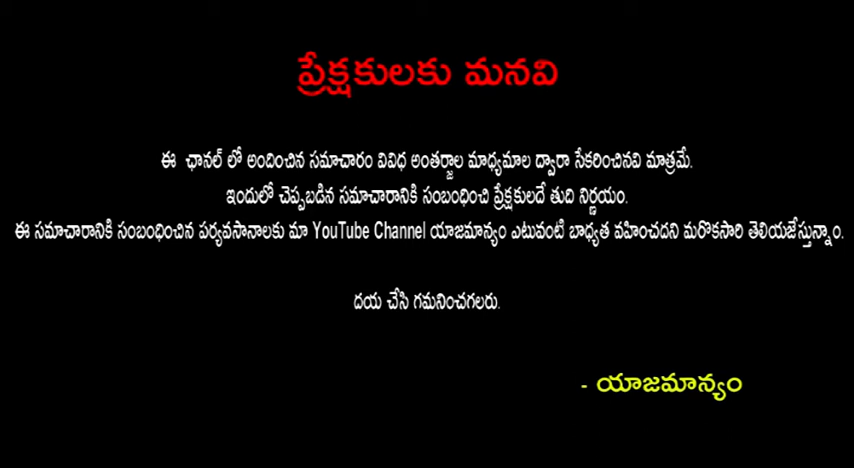 ప్రేక్షకులకు మనవి
ఈ ఛానల్ లో అందించిన సమాచారం వివిధ అంతర్జాల మాధ్యమాల ద్వారా సేకరించినవి మాత్రమే.
ఇందులో చెప్పబడిన సమాచారానికి సంబంధించి ప్రేక్షకులదే తుది నిర్ణయం.
ఈ సమాచారానికి సంబంధించిన పర్యవసానాలకు మా YouTube Channel యాజమాన్యం ఎటువంటి బాధ్యత వహించదని మరొకసారి తెలియజేస్తున్నాం.
దయ చేసి గమనించగలరు.
- యాజమాన్యం